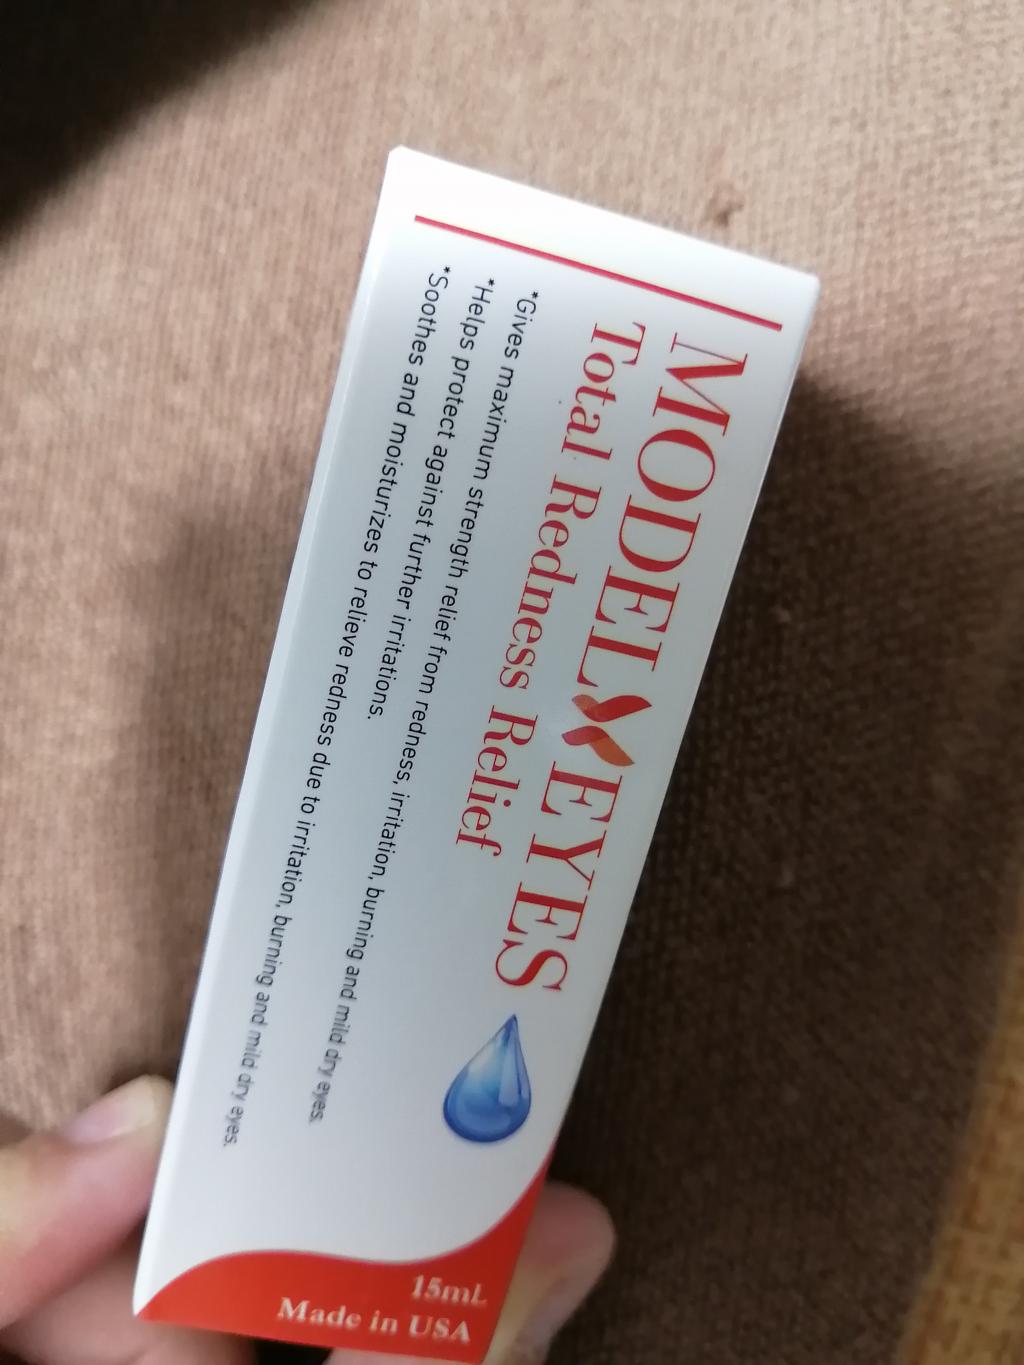 MODEL EYES
Total Redness Relief
*Gives maximum strength relief from redness, irritation, burning and mild dry eyes.
*Helps protect against further irritations.
*Soothes and moisturizes to relieve redness due to irritation, burning and mild dry eyes.
15mL
Made in USA